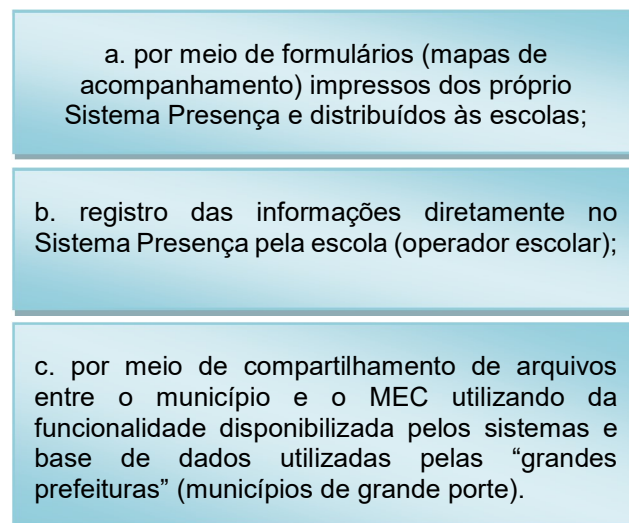 a. por meio de formulários (mapas de
acompanhamento) impressos dos próprio
Sistema Presença e distribuídos às escolas;
b. registro das informações diretamente no
Sistema Presença pela escola (operador escolar);
c. por meio de compartilhamento de arquivos
entre o município e o MEC utilizando da
funcionalidade disponibilizada pelos sistemas e
base de dados utilizadas pelas “grandes
prefeituras” (municípios de grande porte).